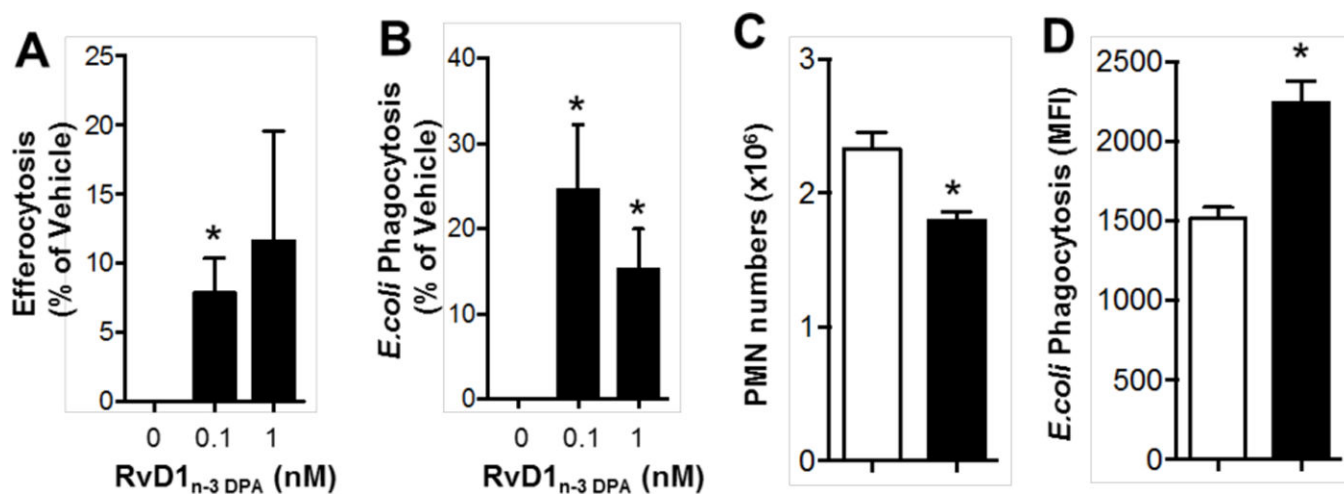 A
Efferocytosis
(% of Vehicle)
25
20
15
10
5
0
*
0 0.1 1
RvD1n-3 DPA (nM)
B
E.coli Phagocytosis
(% of Vehicle)
40
30
20
10
0
*
*
0 0.1 1
RvD1n-3 DPA (nM)
C
PMN numbers (x10⁶)
3
2
1
0
*
D
E.coli Phagocytosis (MFI)
2500
2000
1500
1000
500
0
*